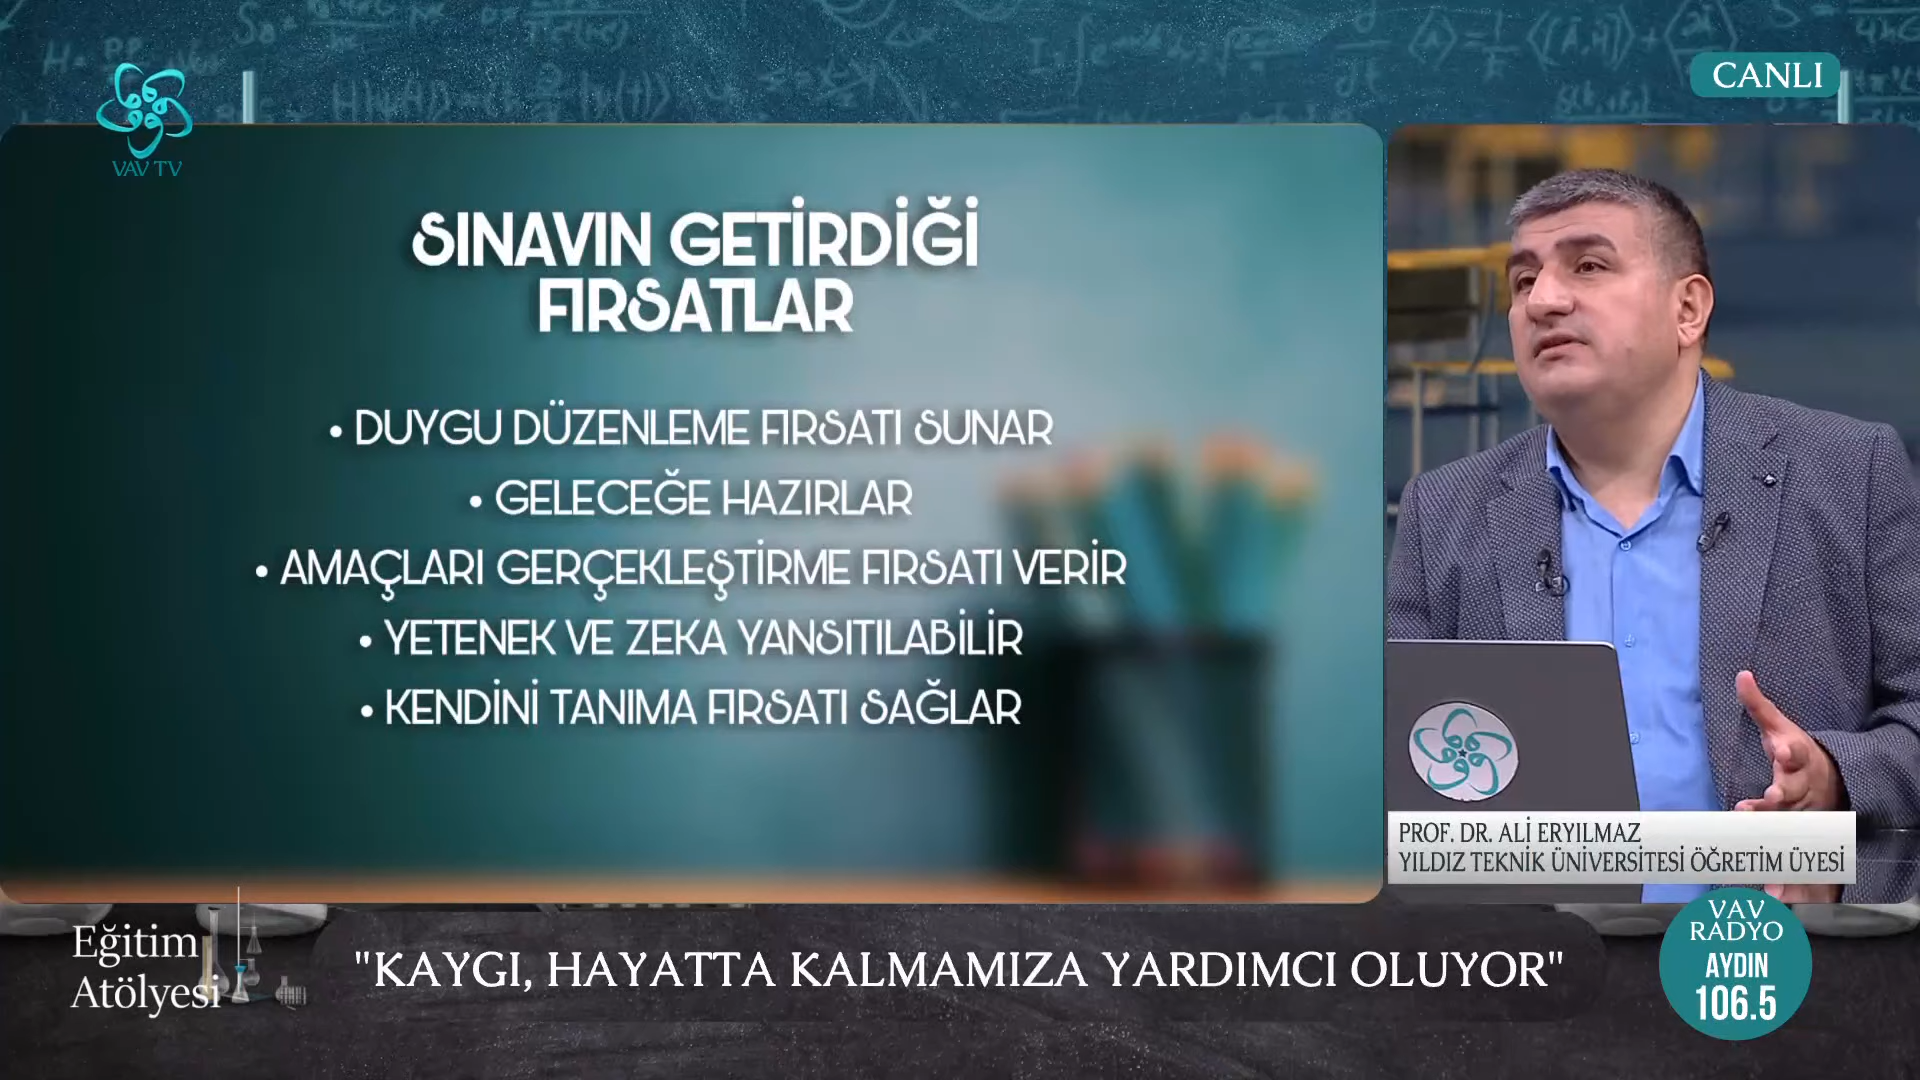 CANLI
VAV TV
SINAVIN GETİRDİĞİ
FIRSATLAR
• DUYGU DÜZENLEME FIRSATI SUNAR
• GELECEĞE HAZIRLAR
• AMAÇLARI GERÇEKLEŞTİRME FIRSATI VERİR
• YETENEK VE ZEKA YANSITILABİLİR
• KENDİNİ TANIMA FIRSATI SAĞLAR
PROF. DR. ALİ ERYILMAZ
YILDIZ TEKNİK ÜNİVERSİTESİ ÖĞRETİM ÜYESİ
Eğitim
Atölyesi
"KAYGI, HAYATTA KALMAMIZA YARDIMCI OLUYOR"
VAV
RADYO
AYDIN
106.5